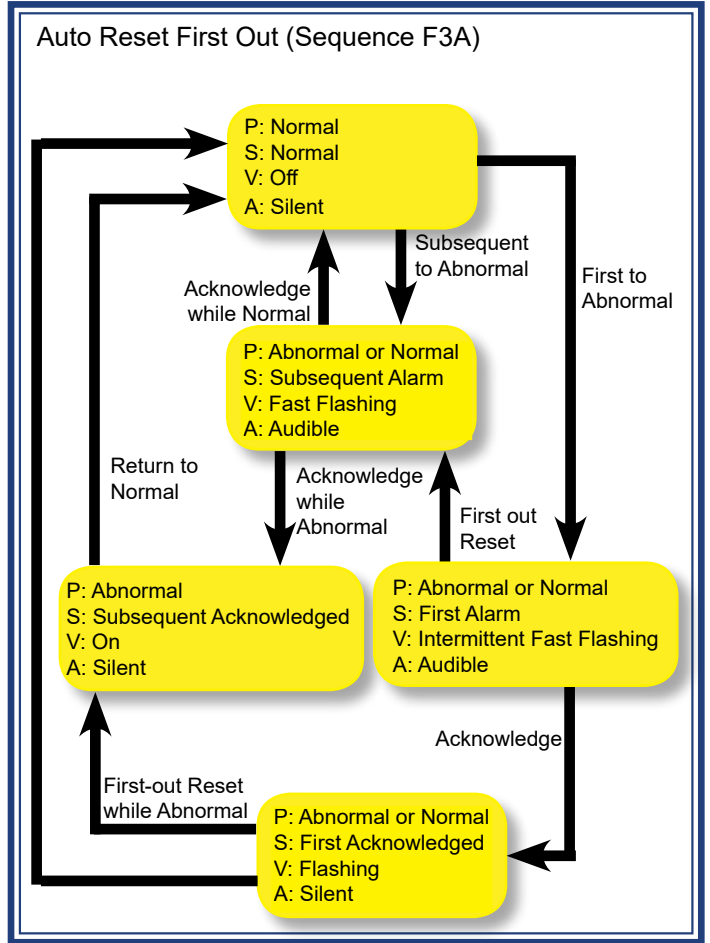 Auto Reset First Out (Sequence F3A)
P: Normal
S: Normal
V: Off
A: Silent
Subsequent
to Abnormal
First to
Abnormal
Acknowledge
while Normal
P: Abnormal or Normal
S: Subsequent Alarm
V: Fast Flashing
A: Audible
Return to
Normal
Acknowledge
while
Abnormal
First out
Reset
P: Abnormal
S: Subsequent Acknowledged
V: On
A: Silent
P: Abnormal or Normal
S: First Alarm
V: Intermittent Fast Flashing
A: Audible
Acknowledge
First-out Reset
while Abnormal
P: Abnormal or Normal
S: First Acknowledged
V: Flashing
A: Silent